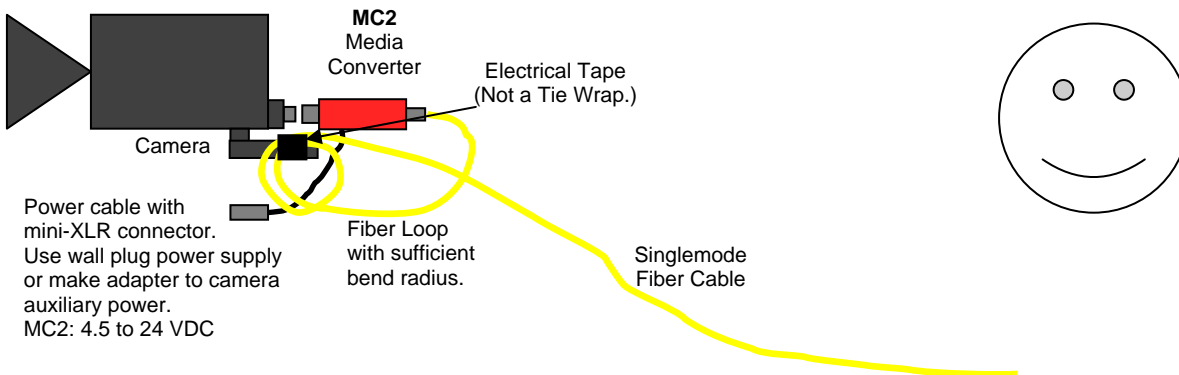 MC2
Media
Converter
Electrical Tape
(Not a Tie Wrap.)
Camera
Power cable with
mini-XLR connector.
Use wall plug power supply
or make adapter to camera
auxiliary power.
MC2: 4.5 to 24 VDC
Fiber Loop
with sufficient
bend radius.
Singlemode
Fiber Cable